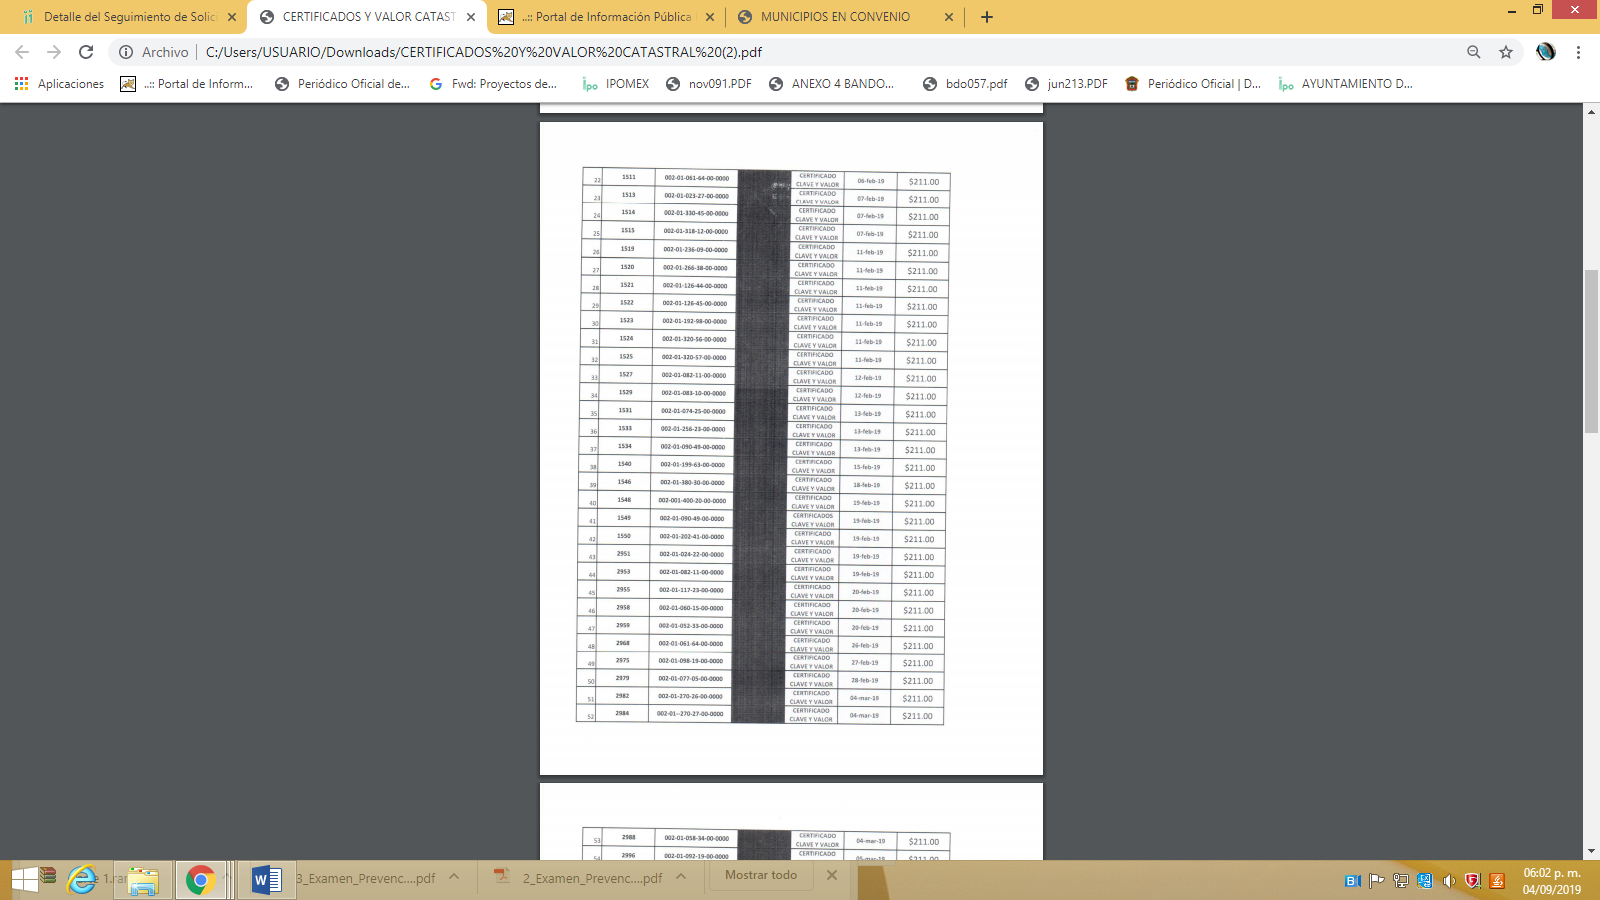 Detalle del Seguimiento de Solici
CERTIFICADOS Y VALOR CATAST
..:: Portal de Información Pública
MUNICIPIOS EN CONVENIO
Archivo
C:/Users/USUARIO/Downloads/CERTIFICADOS%20Y%20VALOR%20CATASTRAL%20(2).pdf
Aplicaciones
..:: Portal de Inform...
Periódico Oficial de...
Fwd: Proyectos de...
IPOMEX
nov091.PDF
ANEXO 4 BANDO...
bdo057.pdf
jun213.PDF
Periódico Oficial | D...
AYUNTAMIENTO D...
22 1511 002-01-061-64-00-0000 CERTIFICADO CLAVE Y VALOR 06-feb-19 $211.00
23 1513 002-01-023-27-00-0000 CERTIFICADO CLAVE Y VALOR 07-feb-19 $211.00
24 1514 002-01-330-45-00-0000 CERTIFICADO CLAVE Y VALOR 07-feb-19 $211.00
25 1515 002-01-318-12-00-0000 CERTIFICADO CLAVE Y VALOR 07-feb-19 $211.00
26 1519 002-01-236-09-00-0000 CERTIFICADO CLAVE Y VALOR 11-feb-19 $211.00
27 1520 002-01-266-38-00-0000 CERTIFICADO CLAVE Y VALOR 11-feb-19 $211.00
28 1521 002-01-126-44-00-0000 CERTIFICADO CLAVE Y VALOR 11-feb-19 $211.00
29 1522 002-01-126-45-00-0000 CERTIFICADO CLAVE Y VALOR 11-feb-19 $211.00
30 1523 002-01-192-98-00-0000 CERTIFICADO CLAVE Y VALOR 11-feb-19 $211.00
31 1524 002-01-320-56-00-0000 CERTIFICADO CLAVE Y VALOR 11-feb-19 $211.00
32 1525 002-01-320-57-00-0000 CERTIFICADO CLAVE Y VALOR 11-feb-19 $211.00
33 1527 002-01-082-11-00-0000 CERTIFICADO CLAVE Y VALOR 12-feb-19 $211.00
34 1529 002-01-083-10-00-0000 CERTIFICADO CLAVE Y VALOR 12-feb-19 $211.00
35 1531 002-01-074-25-00-0000 CERTIFICADO CLAVE Y VALOR 13-feb-19 $211.00
36 1533 002-01-256-23-00-0000 CERTIFICADO CLAVE Y VALOR 13-feb-19 $211.00
37 1534 002-01-090-49-00-0000 CERTIFICADO CLAVE Y VALOR 13-feb-19 $211.00
38 1540 002-01-199-63-00-0000 CERTIFICADO CLAVE Y VALOR 15-feb-19 $211.00
39 1546 002-01-380-30-00-0000 CERTIFICADO CLAVE Y VALOR 18-feb-19 $211.00
40 1548 002-001-400-20-00-0000 CERTIFICADO CLAVE Y VALOR 19-feb-19 $211.00
41 1549 002-01-090-49-00-0000 CERTIFICADOS CLAVE Y VALOR 19-feb-19 $211.00
42 1550 002-01-202-41-00-0000 CERTIFICADO CLAVE Y VALOR 19-feb-19 $211.00
43 2951 002-01-024-22-00-0000 CERTIFICADO CLAVE Y VALOR 19-feb-19 $211.00
44 2953 002-01-082-11-00-0000 CERTIFICADO CLAVE Y VALOR 19-feb-19 $211.00
45 2955 002-01-117-23-00-0000 CERTIFICADO CLAVE Y VALOR 20-feb-19 $211.00
46 2958 002-01-060-15-00-0000 CERTIFICADO CLAVE Y VALOR 20-feb-19 $211.00
47 2959 002-01-052-33-00-0000 CERTIFICADO CLAVE Y VALOR 20-feb-19 $211.00
48 2968 002-01-061-64-00-0000 CERTIFICADO CLAVE Y VALOR 26-feb-19 $211.00
49 2975 002-01-098-19-00-0000 CERTIFICADO CLAVE Y VALOR 27-feb-19 $211.00
50 2979 002-01-077-05-00-0000 CERTIFICADO CLAVE Y VALOR 28-feb-19 $211.00
51 2982 002-01-270-26-00-0000 CERTIFICADO CLAVE Y VALOR 04-mar-19 $211.00
52 2984 002-01--270-27-00-0000 CERTIFICADO CLAVE Y VALOR 04-mar-19 $211.00
53 2988 002-01-058-34-00-0000 CERTIFICADO CLAVE Y VALOR 04-mar-19 $211.00
54 2996 002-01-092-19-00-0000 CERTIFICADO 05-mar-19 $211.00
e 1.rar
3_Examen_Prevenc....pdf
2_Examen_Prevenc....pdf
Mostrar todo
06:02 p. m.
04/09/2019